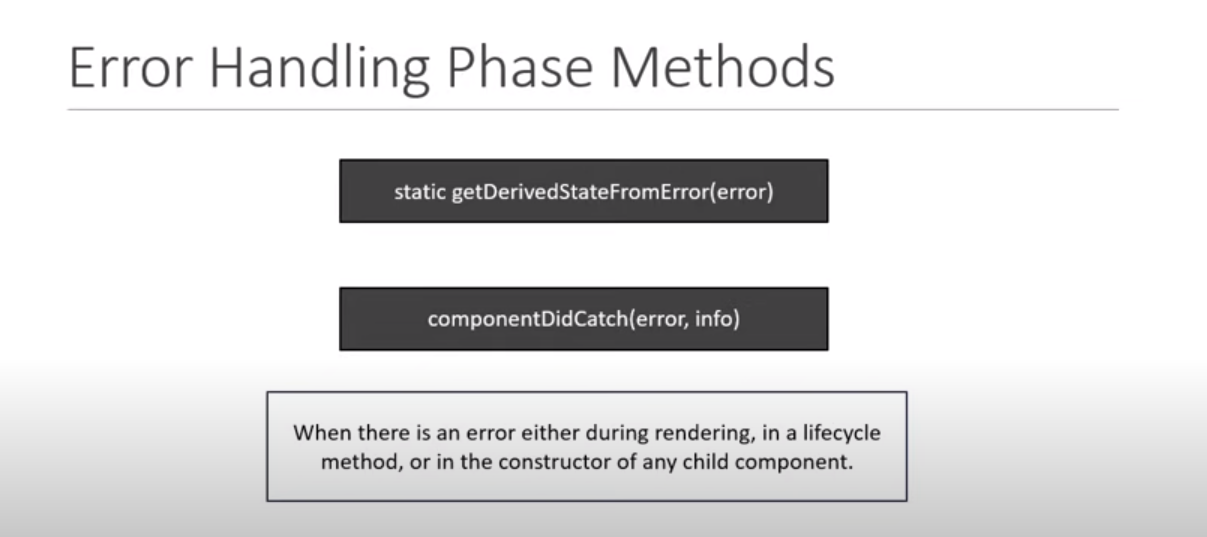 Error Handling Phase Methods
static getDerivedStateFromError(error)
componentDidCatch(error, info)
When there is an error either during rendering, in a lifecycle
method, or in the constructor of any child component.